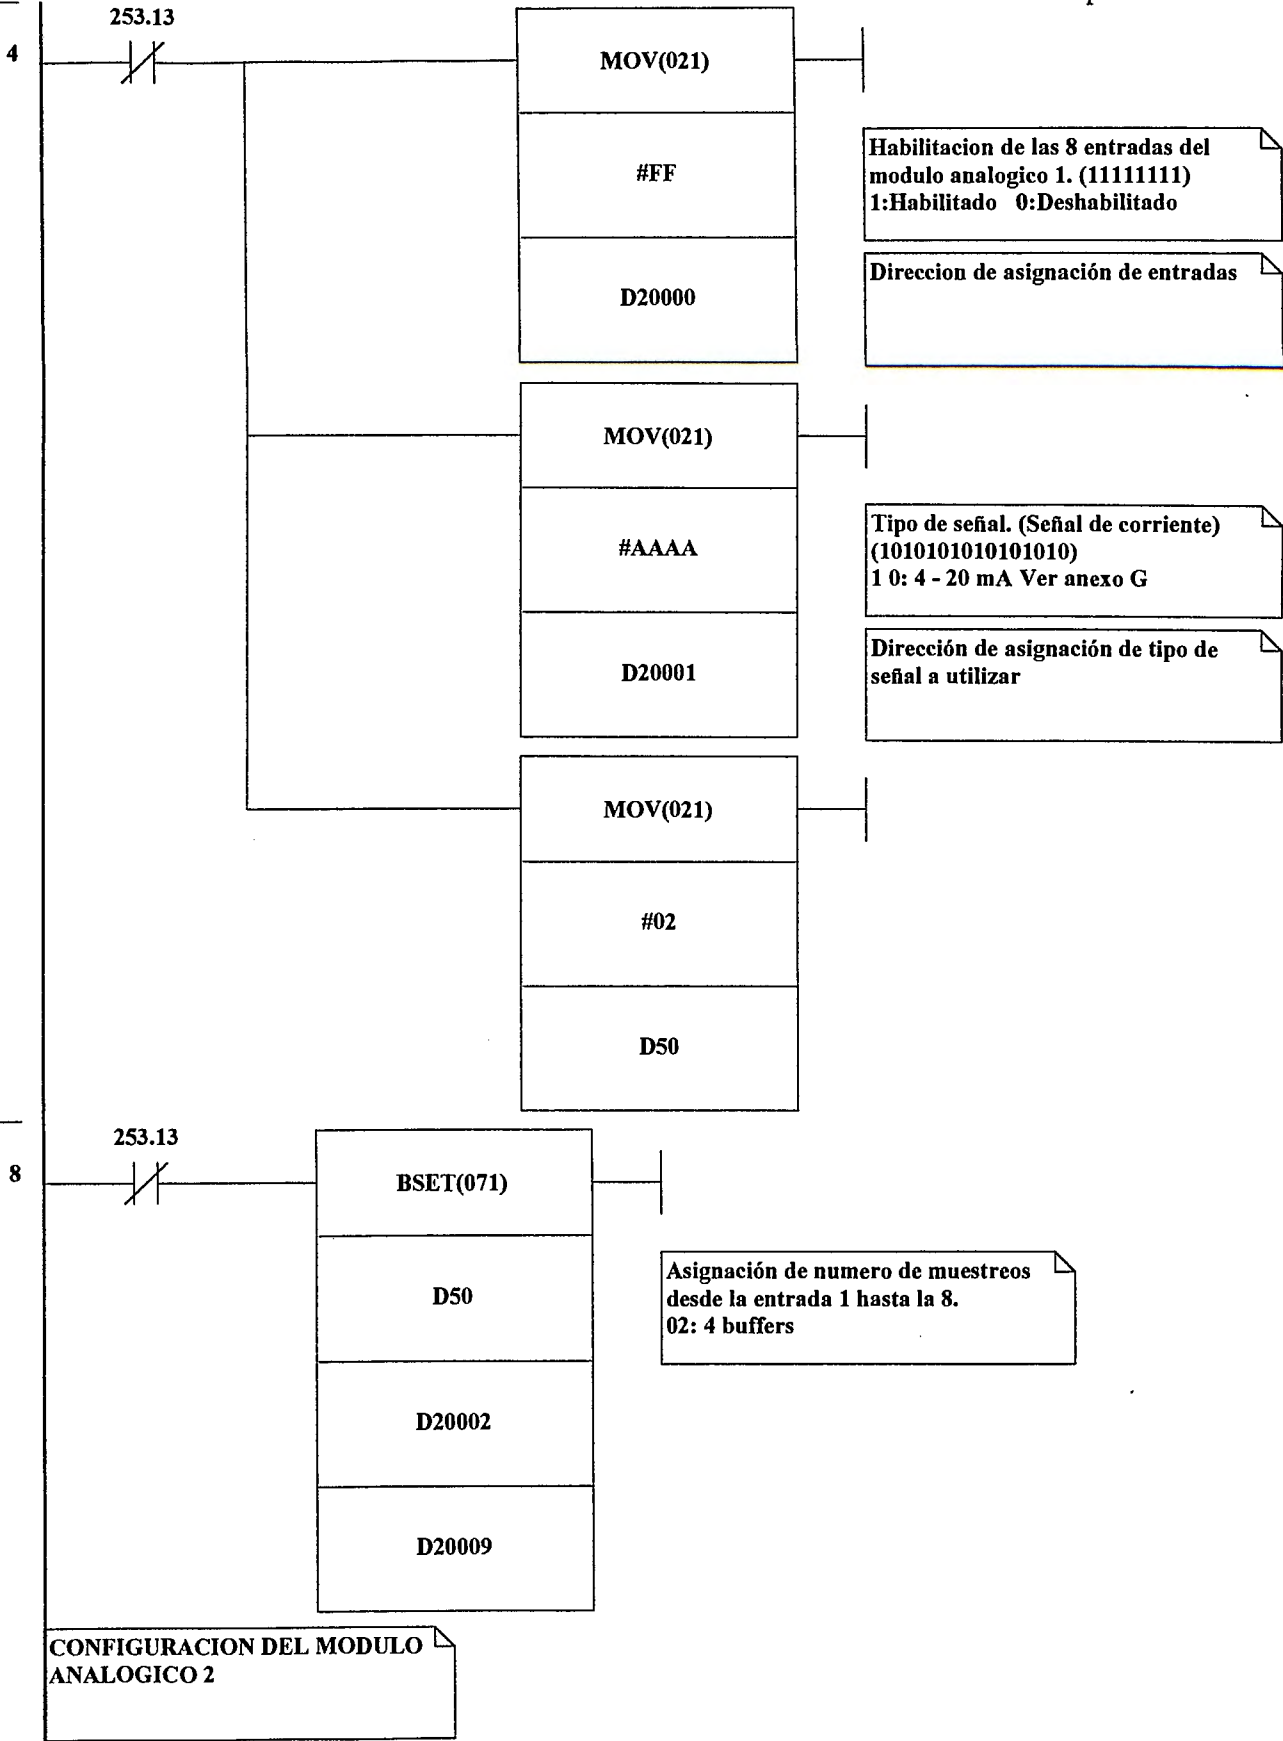 253.13
4
MOV(021)
#FF
Habilitacion de las 8 entradas del
modulo analogico 1. (11111111)
1:Habilitado 0:Deshabilitado
D20000
Direccion de asignación de entradas
MOV(021)
#AAAA
Tipo de señal. (Señal de corriente)
(1010101010101010)
1 0: 4 - 20 mA Ver anexo G
D20001
Dirección de asignación de tipo de
señal a utilizar
MOV(021)
#02
D50
253.13
8
BSET(071)
D50
Asignación de numero de muestreos
desde la entrada 1 hasta la 8.
02: 4 buffers
D20002
D20009
CONFIGURACION DEL MODULO
ANALOGICO 2